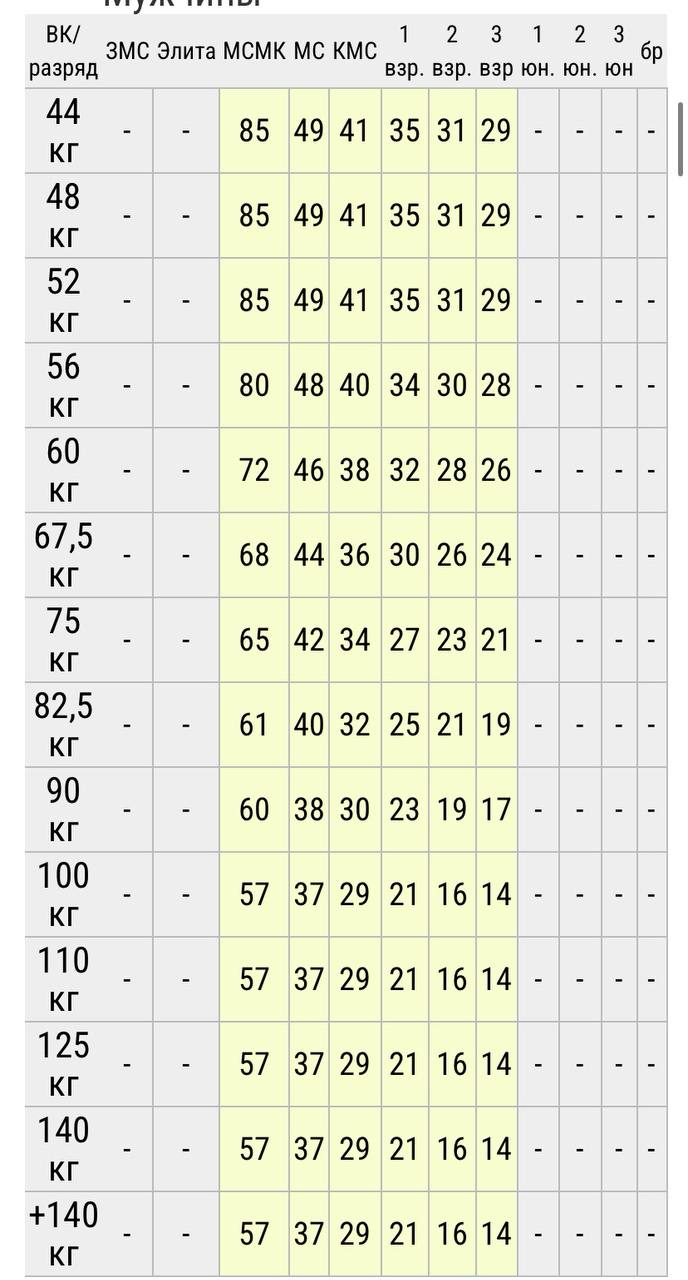 Мужчины
ВК/разряд ЗМС Элита МСМК МС КМС 1 взр. 2 взр. 3 взр 1 юн. 2 юн. 3 юн бр
44 кг - - 85 49 41 35 31 29 - - - -
48 кг - - 85 49 41 35 31 29 - - - -
52 кг - - 85 49 41 35 31 29 - - - -
56 кг - - 80 48 40 34 30 28 - - - -
60 кг - - 72 46 38 32 28 26 - - - -
67,5 кг - - 68 44 36 30 26 24 - - - -
75 кг - - 65 42 34 27 23 21 - - - -
82,5 кг - - 61 40 32 25 21 19 - - - -
90 кг - - 60 38 30 23 19 17 - - - -
100 кг - - 57 37 29 21 16 14 - - - -
110 кг - - 57 37 29 21 16 14 - - - -
125 кг - - 57 37 29 21 16 14 - - - -
140 кг - - 57 37 29 21 16 14 - - - -
+140 кг - - 57 37 29 21 16 14 - - - -